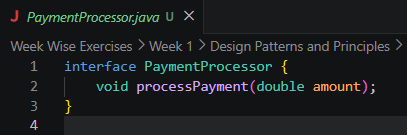 J PaymentProcessor.java U ×
Week Wise Exercises > Week 1 > Design Patterns and Principles >
1 interface PaymentProcessor {
2     void processPayment(double amount);
3 }
4